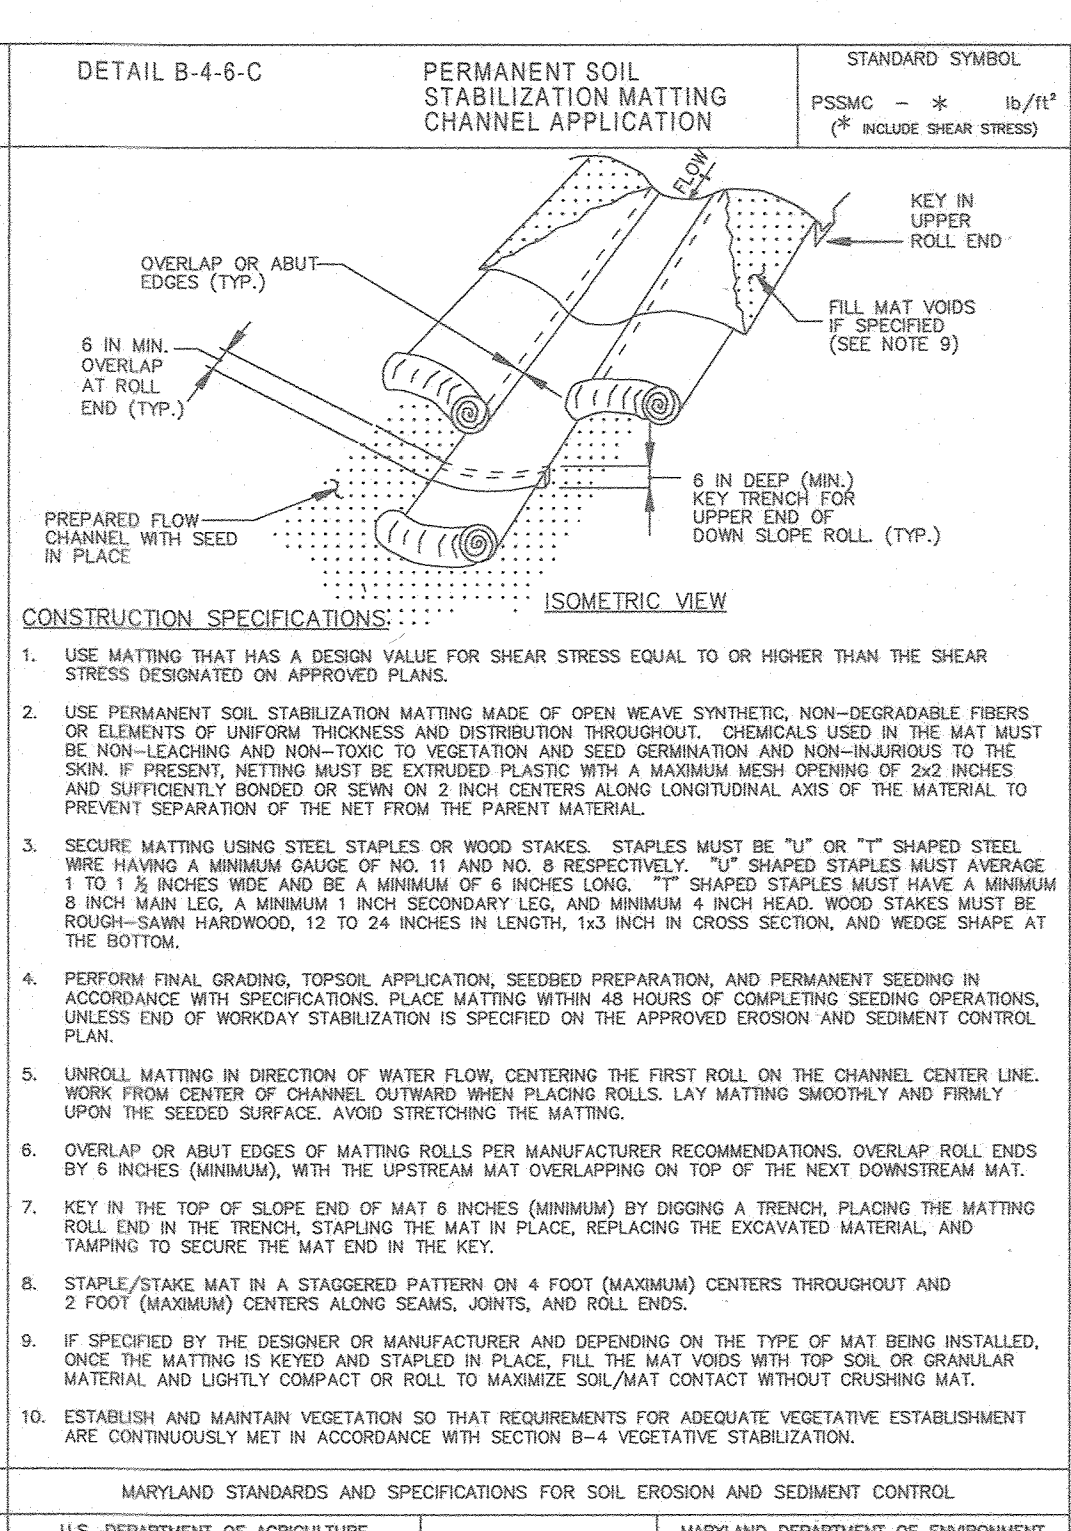 DETAIL B-4-6-C
PERMANENT SOIL
STABILIZATION MATTING
CHANNEL APPLICATION
STANDARD SYMBOL
PSSMC - * lb/ft²
(* INCLUDE SHEAR STRESS)
FLOW
KEY IN
UPPER
ROLL END
OVERLAP OR ABUT
EDGES (TYP.)
FILL MAT VOIDS
IF SPECIFIED
(SEE NOTE 9)
6 IN MIN.
OVERLAP
AT ROLL
END (TYP.)
6 IN DEEP (MIN.)
KEY TRENCH FOR
UPPER END OF
DOWN SLOPE ROLL. (TYP.)
PREPARED FLOW
CHANNEL WITH SEED
IN PLACE
ISOMETRIC VIEW
CONSTRUCTION SPECIFICATIONS:
1. USE MATTING THAT HAS A DESIGN VALUE FOR SHEAR STRESS EQUAL TO OR HIGHER THAN THE SHEAR
STRESS DESIGNATED ON APPROVED PLANS.
2. USE PERMANENT SOIL STABILIZATION MATTING MADE OF OPEN WEAVE SYNTHETIC, NON-DEGRADABLE FIBERS
OR ELEMENTS OF UNIFORM THICKNESS AND DISTRIBUTION THROUGHOUT. CHEMICALS USED IN THE MAT MUST
BE NON-LEACHING AND NON-TOXIC TO VEGETATION AND SEED GERMINATION AND NON-INJURIOUS TO THE
SKIN. IF PRESENT, NETTING MUST BE EXTRUDED PLASTIC WITH A MAXIMUM MESH OPENING OF 2x2 INCHES
AND SUFFICIENTLY BONDED OR SEWN ON 2 INCH CENTERS ALONG LONGITUDINAL AXIS OF THE MATERIAL TO
PREVENT SEPARATION OF THE NET FROM THE PARENT MATERIAL.
3. SECURE MATTING USING STEEL STAPLES OR WOOD STAKES. STAPLES MUST BE "U" OR "T" SHAPED STEEL
WIRE HAVING A MINIMUM GAUGE OF NO. 11 AND NO. 8 RESPECTIVELY. "U" SHAPED STAPLES MUST AVERAGE
1 TO 1 ½ INCHES WIDE AND BE A MINIMUM OF 6 INCHES LONG. "T" SHAPED STAPLES MUST HAVE A MINIMUM
8 INCH MAIN LEG, A MINIMUM 1 INCH SECONDARY LEG, AND MINIMUM 4 INCH HEAD. WOOD STAKES MUST BE
ROUGH-SAWN HARDWOOD, 12 TO 24 INCHES IN LENGTH, 1x3 INCH IN CROSS SECTION, AND WEDGE SHAPE AT
THE BOTTOM.
4. PERFORM FINAL GRADING, TOPSOIL APPLICATION, SEEDBED PREPARATION, AND PERMANENT SEEDING IN
ACCORDANCE WITH SPECIFICATIONS. PLACE MATTING WITHIN 48 HOURS OF COMPLETING SEEDING OPERATIONS,
UNLESS END OF WORKDAY STABILIZATION IS SPECIFIED ON THE APPROVED EROSION AND SEDIMENT CONTROL
PLAN.
5. UNROLL MATTING IN DIRECTION OF WATER FLOW, CENTERING THE FIRST ROLL ON THE CHANNEL CENTER LINE.
WORK FROM CENTER OF CHANNEL OUTWARD WHEN PLACING ROLLS. LAY MATTING SMOOTHLY AND FIRMLY
UPON THE SEEDED SURFACE. AVOID STRETCHING THE MATTING.
6. OVERLAP OR ABUT EDGES OF MATTING ROLLS PER MANUFACTURER RECOMMENDATIONS. OVERLAP ROLL ENDS
BY 6 INCHES (MINIMUM), WITH THE UPSTREAM MAT OVERLAPPING ON TOP OF THE NEXT DOWNSTREAM MAT.
7. KEY IN THE TOP OF SLOPE END OF MAT 6 INCHES (MINIMUM) BY DIGGING A TRENCH, PLACING THE MATTING
ROLL END IN THE TRENCH, STAPLING THE MAT IN PLACE, REPLACING THE EXCAVATED MATERIAL, AND
TAMPING TO SECURE THE MAT END IN THE KEY.
8. STAPLE/STAKE MAT IN A STAGGERED PATTERN ON 4 FOOT (MAXIMUM) CENTERS THROUGHOUT AND
2 FOOT (MAXIMUM) CENTERS ALONG SEAMS, JOINTS, AND ROLL ENDS.
9. IF SPECIFIED BY THE DESIGNER OR MANUFACTURER AND DEPENDING ON THE TYPE OF MAT BEING INSTALLED,
ONCE THE MATTING IS KEYED AND STAPLED IN PLACE, FILL THE MAT VOIDS WITH TOP SOIL OR GRANULAR
MATERIAL AND LIGHTLY COMPACT OR ROLL TO MAXIMIZE SOIL/MAT CONTACT WITHOUT CRUSHING MAT.
10. ESTABLISH AND MAINTAIN VEGETATION SO THAT REQUIREMENTS FOR ADEQUATE VEGETATIVE ESTABLISHMENT
ARE CONTINUOUSLY MET IN ACCORDANCE WITH SECTION B-4 VEGETATIVE STABILIZATION.
MARYLAND STANDARDS AND SPECIFICATIONS FOR SOIL EROSION AND SEDIMENT CONTROL
U.S. DEPARTMENT OF AGRICULTURE
MARYLAND DEPARTMENT OF ENVIRONMENT